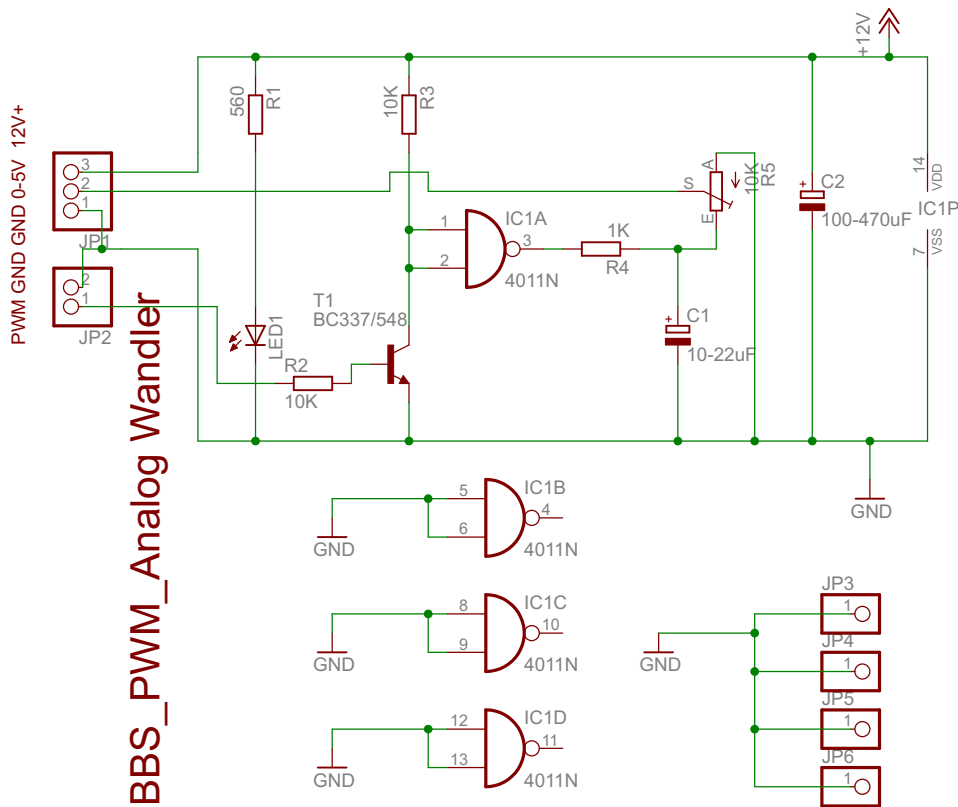 +12V
560
R1
10K
R3
PWM GND GND 0-5V 12V+
3
2
1
JP1
2
1
JP2
1
2
3
IC1A
4011N
1K
R4
A
S
E
10K
R5
+
C2
100-470uF
14
VDD
IC1P
7
VSS
+
C1
10-22uF
T1
BC337/548
LED1
R2
10K
GND
BBS_PWM_Analog Wandler
5
6
4
IC1B
4011N
GND
8
9
10
IC1C
4011N
GND
12
13
11
IC1D
4011N
GND
GND
JP3
1
JP4
1
JP5
1
JP6
1